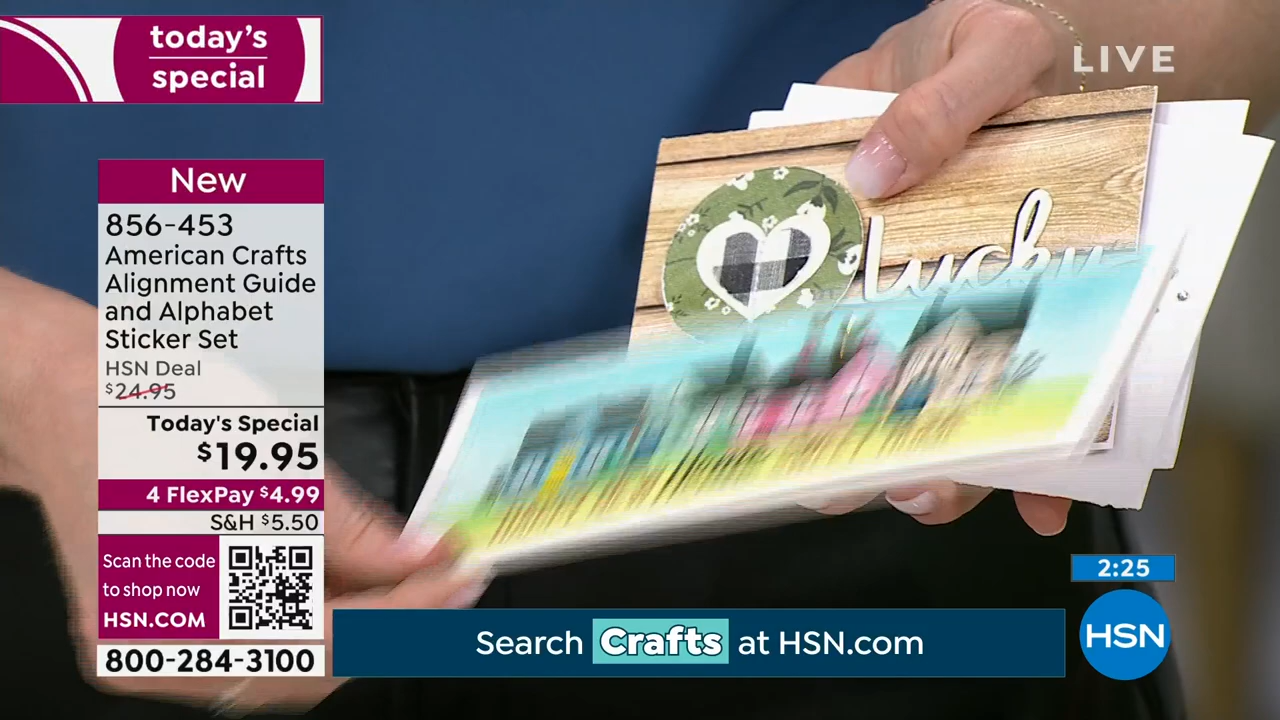 today's
special
LIVE
New
856-453
American Crafts
Alignment Guide
and Alphabet
Sticker Set
HSN Deal
$24.95
Today's Special
$19.95
4 FlexPay $4.99
S&H $5.50
Scan the code
to shop now
HSN.COM
800-284-3100
lucky
2:25
HSN
Search Crafts at HSN.com